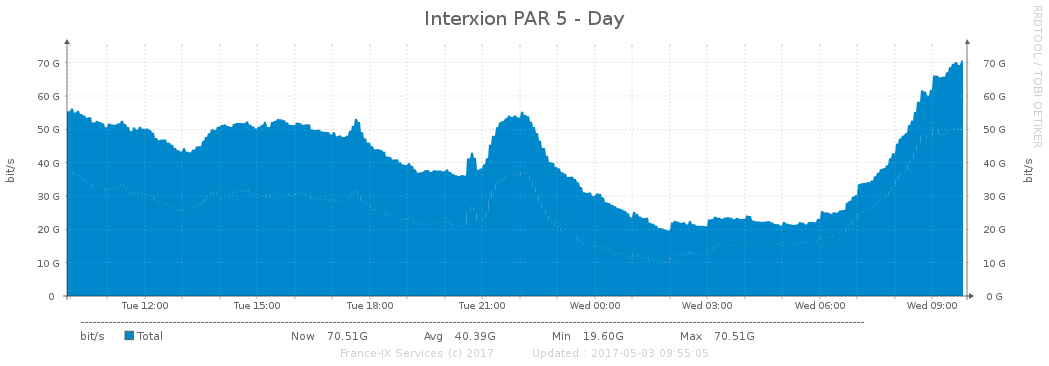 Interxion PAR 5 - Day
RRDTOOL / TOBI OETIKER
bit/s
70 G 70 G
60 G 60 G
50 G 50 G
40 G 40 G
30 G 30 G
20 G 20 G
10 G 10 G
0 0 G
bit/s
Tue 12:00 Tue 15:00 Tue 18:00 Tue 21:00 Wed 00:00 Wed 03:00 Wed 06:00 Wed 09:00
bit/s Total Now 70.51G Avg 40.39G Min 19.60G Max 70.51G
France-IX Services (c) 2017 Updated : 2017-05-03 09:55:05